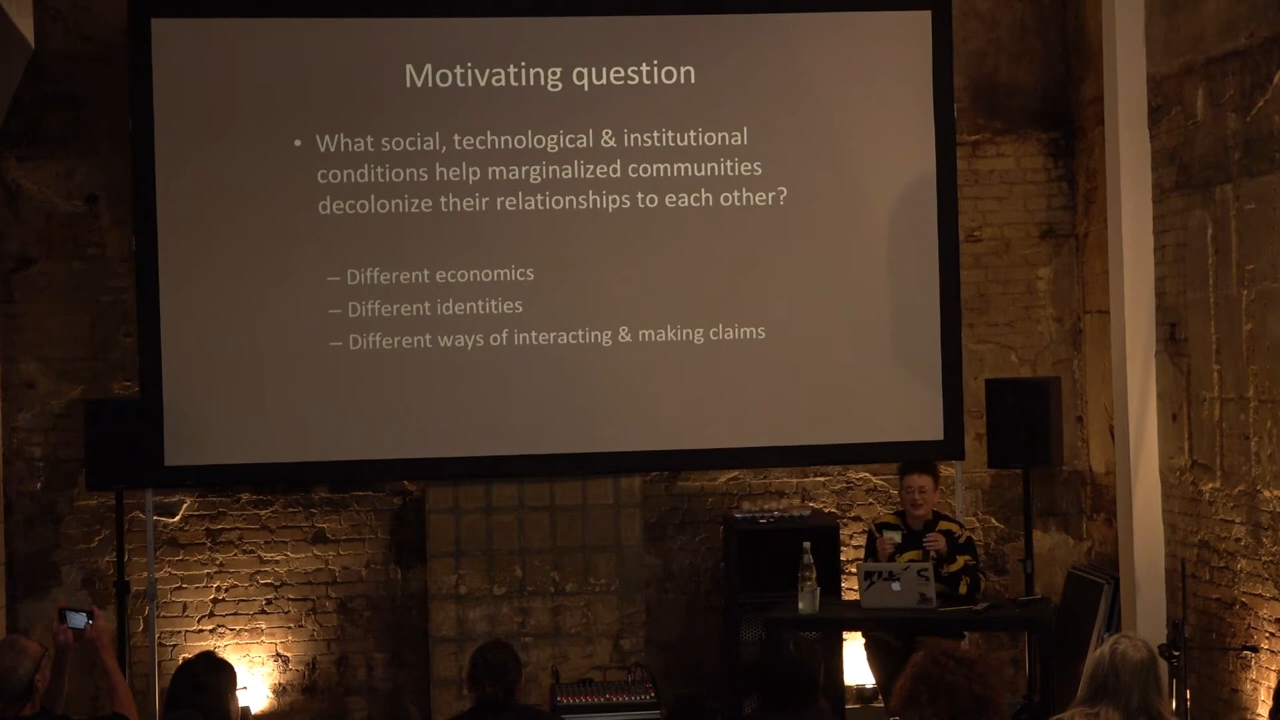 Motivating question
• What social, technological & institutional
conditions help marginalized communities
decolonize their relationships to each other?
– Different economics
– Different identities
– Different ways of interacting & making claims